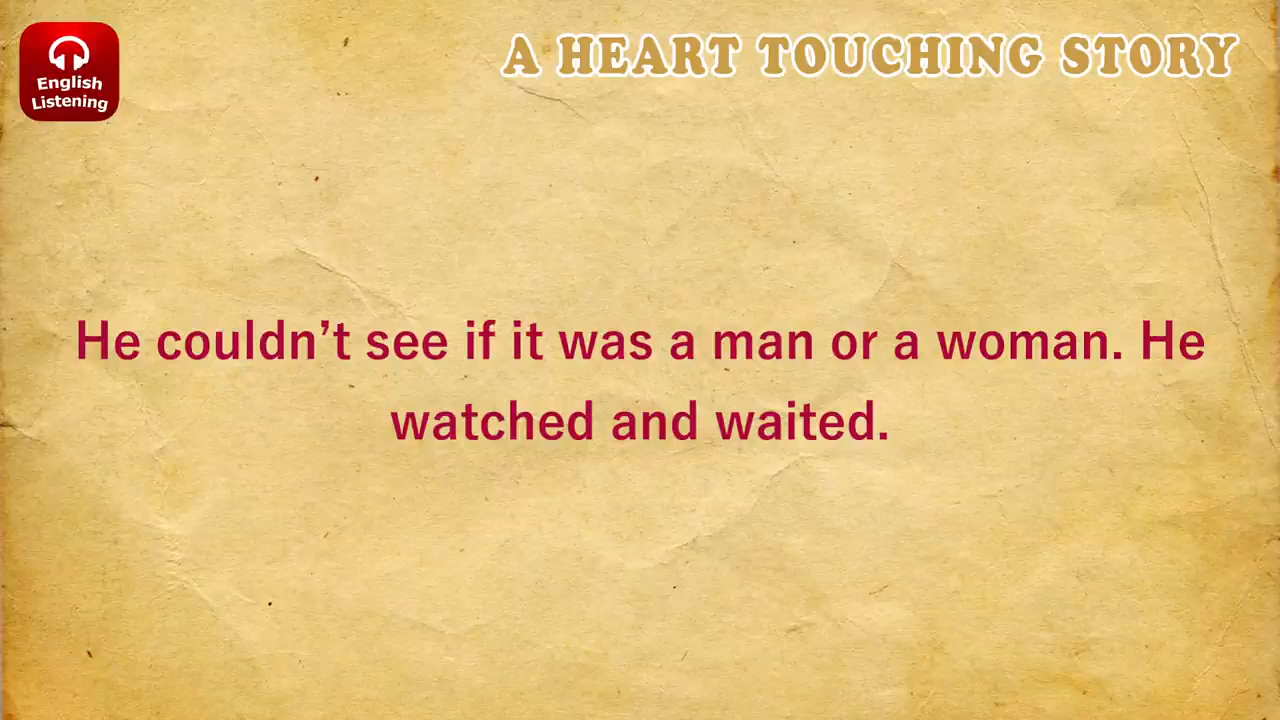 English
Listening
A HEART TOUCHING STORY
He couldn’t see if it was a man or a woman. He
watched and waited.